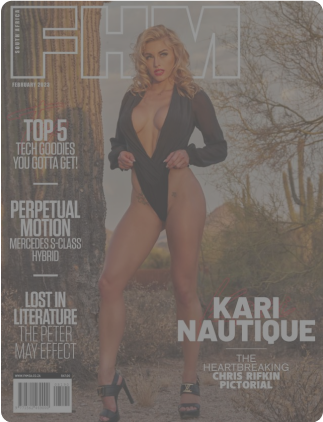 SOUTH AFRICA
FHM
FEBRUARY 2022
TOP 5
TECH GOODIES
YOU GOTTA GET!
PERPETUAL
MOTION
MERCEDES S-CLASS
HYBRID
LOST IN
LITERATURE
THE PETER
MAY EFFECT
KARI
NAUTIQUE
THE
HEARTBREAKING
CHRIS RIFKIN
PICTORIAL